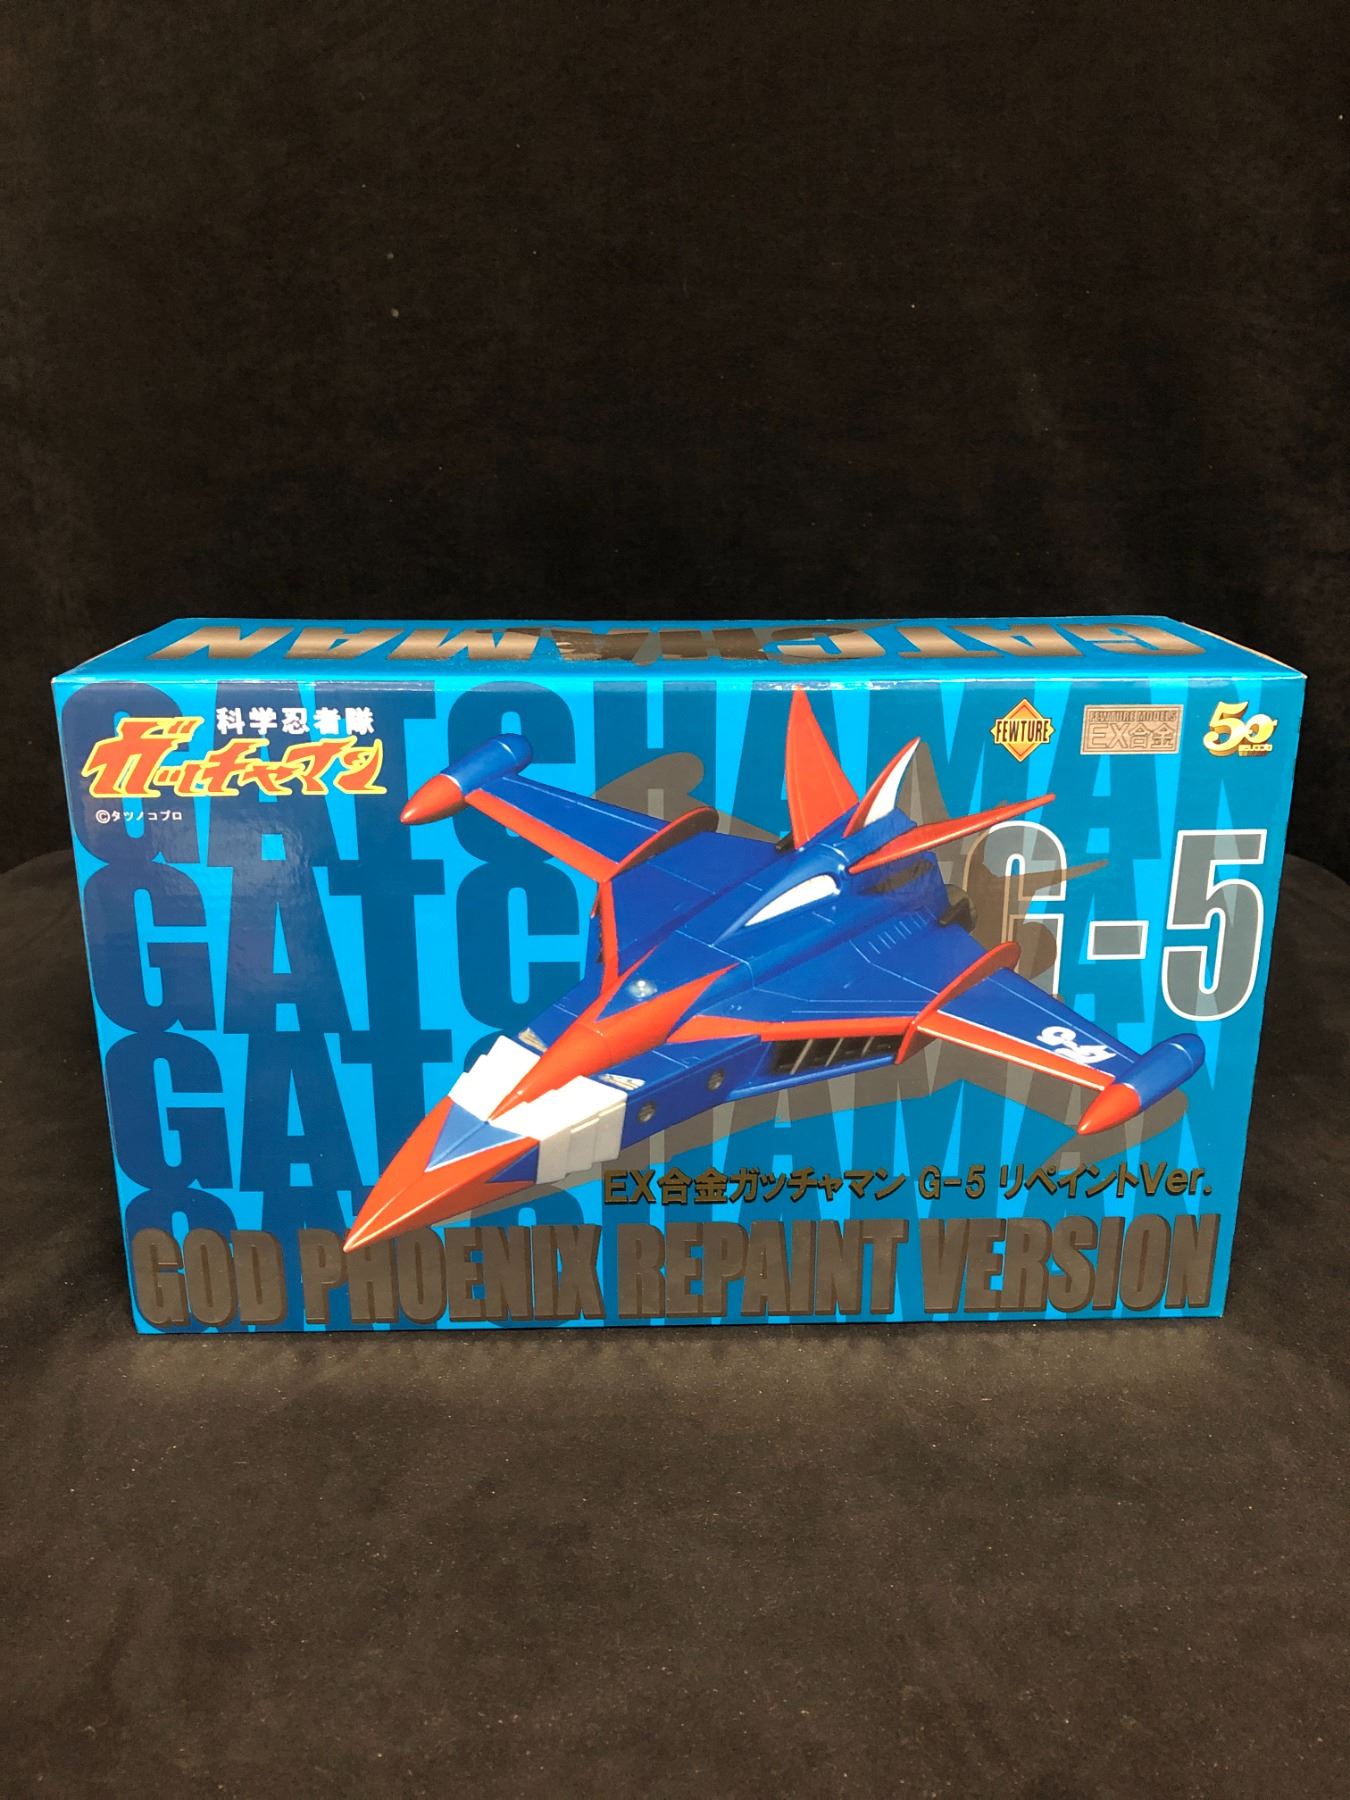 GATCHAMAN
科学忍者隊
ガッチャマン
©タツノコプロ
FEWTURE
FEWTURE MODELS
EX合金
50
GATCHAMAN
G-5
G-5
EX合金ガッチャマン G-5 リペイントVer.
GOD PHOENIX REPAINT VERSION